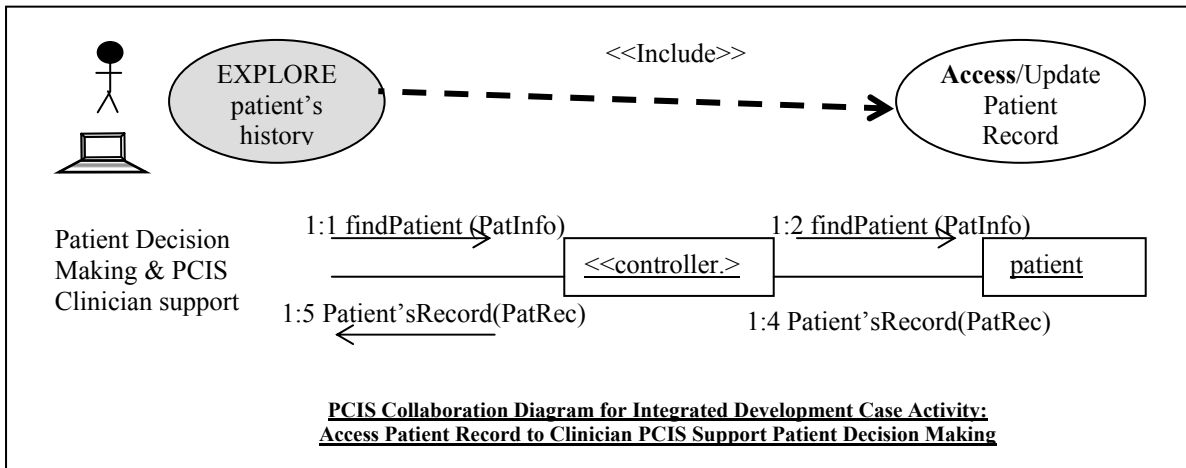 <<Include>>
EXPLORE
patient's
history
Access/Update
Patient
Record
Patient Decision
Making & PCIS
Clinician support
1:1 findPatient (PatInfo)
1:2 findPatient (PatInfo)
<<controller.>
patient
1:5 Patient'sRecord(PatRec)
1:4 Patient'sRecord(PatRec)
PCIS Collaboration Diagram for Integrated Development Case Activity:
Access Patient Record to Clinician PCIS Support Patient Decision Making